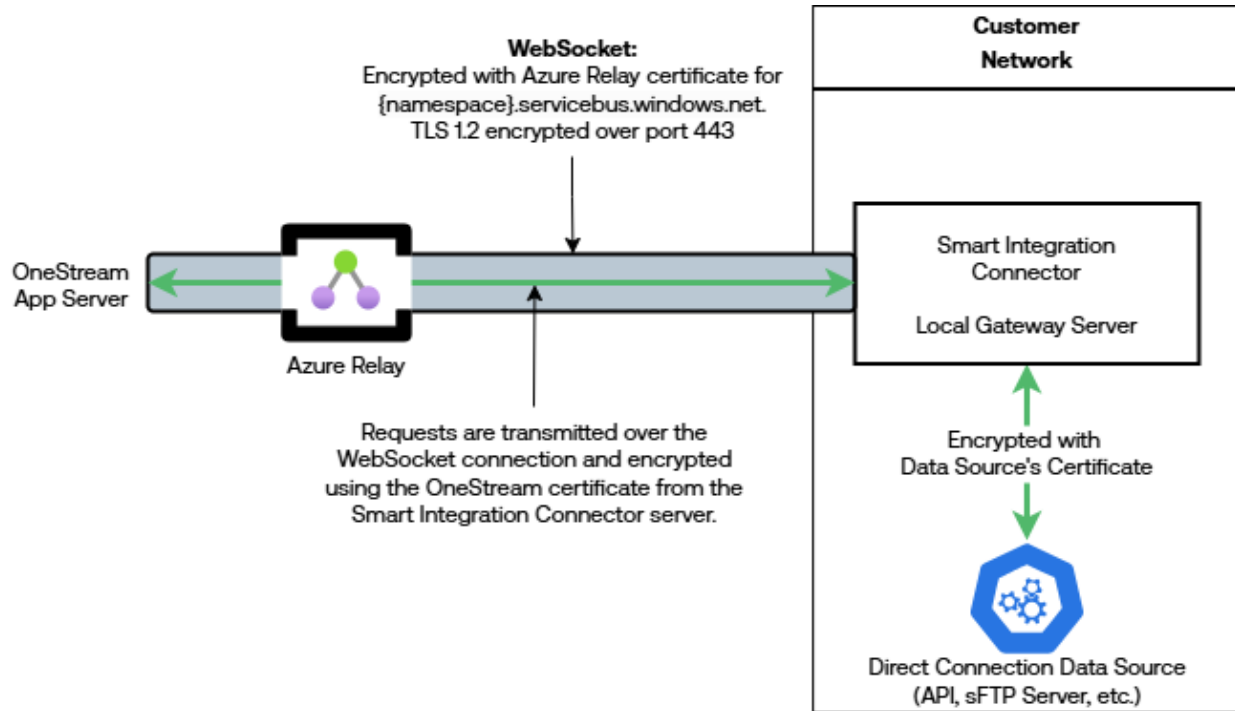 Customer
Network
WebSocket:
Encrypted with Azure Relay certificate for
{namespace}.servicebus.windows.net.
TLS 1.2 encrypted over port 443
OneStream
App Server
Azure Relay
Smart Integration
Connector
Local Gateway Server
Requests are transmitted over the
WebSocket connection and encrypted
using the OneStream certificate from the
Smart Integration Connector server.
Encrypted with
Data Source's Certificate
Direct Connection Data Source
(API, sFTP Server, etc.)